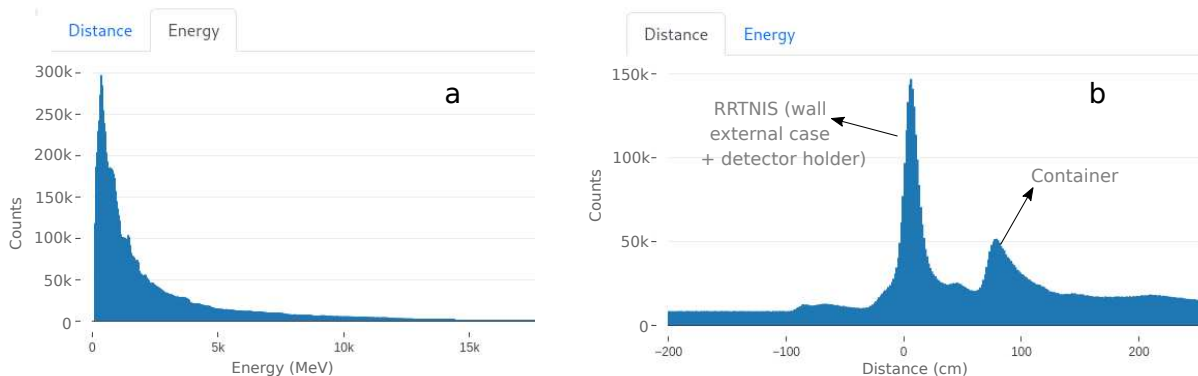 Distance Energy
a
300k
250k
200k
150k
100k
50k
0
Counts
0 5k 10k 15k
Energy (MeV)
Distance Energy
b
150k
100k
50k
0
Counts
RRTNIS (wall
external case
+ detector holder)
Container
−200 −100 0 100 200
Distance (cm)